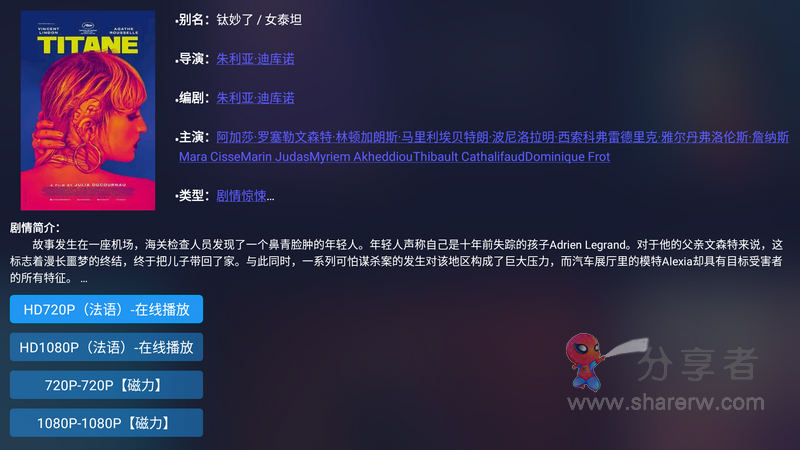 VINCENT LINDON
AGATHE ROUSSELLE
TITANE
A FILM BY JULIA DUCOURNAU
•别名：钛妙了 / 女泰坦
•导演：朱利亚·迪库诺
•编剧：朱利亚·迪库诺
•主演：阿加莎·罗塞勒文森特·林顿加朗斯·马里利埃贝特朗·波尼洛拉明·西索科弗雷德里克·雅尔丹弗洛伦斯·詹纳斯
Mara CisseMarin JudasMyriem AkheddiouThibault CathalifaudDominique Frot
•类型：剧情惊悚...
剧情简介：
故事发生在一座机场，海关检查人员发现了一个鼻青脸肿的年轻人。年轻人声称自己是十年前失踪的孩子Adrien Legrand。对于他的父亲文森特来说，这
标志着漫长噩梦的终结，终于把儿子带回了家。与此同时，一系列可怕谋杀案的发生对该地区构成了巨大压力，而汽车展厅里的模特Alexia却具有目标受害者
的所有特征。 ...
HD720P（法语）-在线播放
HD1080P（法语）-在线播放
720P-720P【磁力】
1080P-1080P【磁力】
分享者
www.sharerw.com